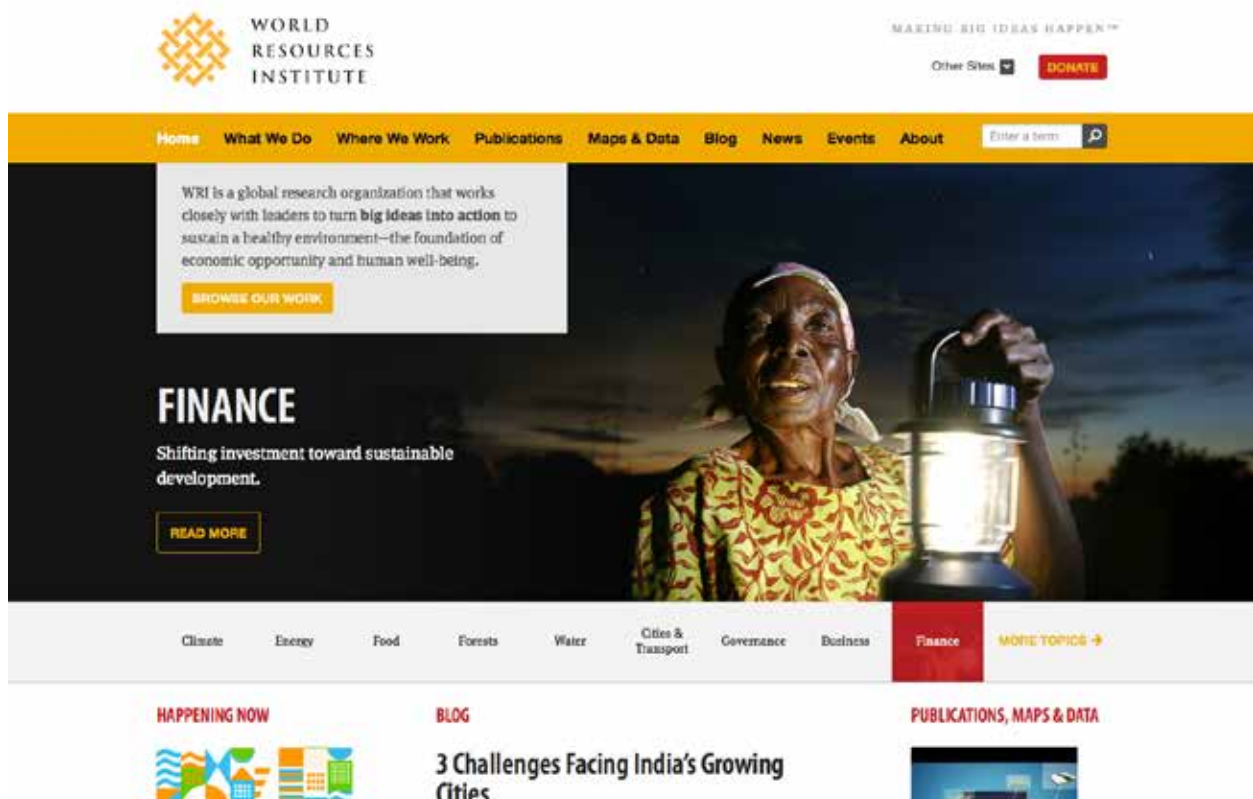 WORLD
RESOURCES
INSTITUTE
MAKING BIG IDEAS HAPPEN™
Other Sites
DONATE
Home What We Do Where We Work Publications Maps & Data Blog News Events About Enter a term
WRI is a global research organization that works
closely with leaders to turn big ideas into action to
sustain a healthy environment—the foundation of
economic opportunity and human well-being.
BROWSE OUR WORK
FINANCE
Shifting investment toward sustainable
development.
READ MORE
Climate Energy Food Forests Water Cities & Transport Governance Business Finance MORE TOPICS →
HAPPENING NOW
BLOG
PUBLICATIONS, MAPS & DATA
3 Challenges Facing India's Growing
Cities